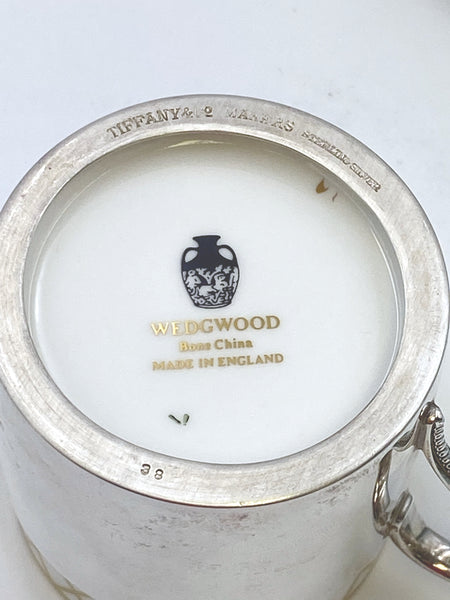 TIFFANY & Co MAKERS STERLING SILVER
WEDGWOOD
Bone China
MADE IN ENGLAND
38